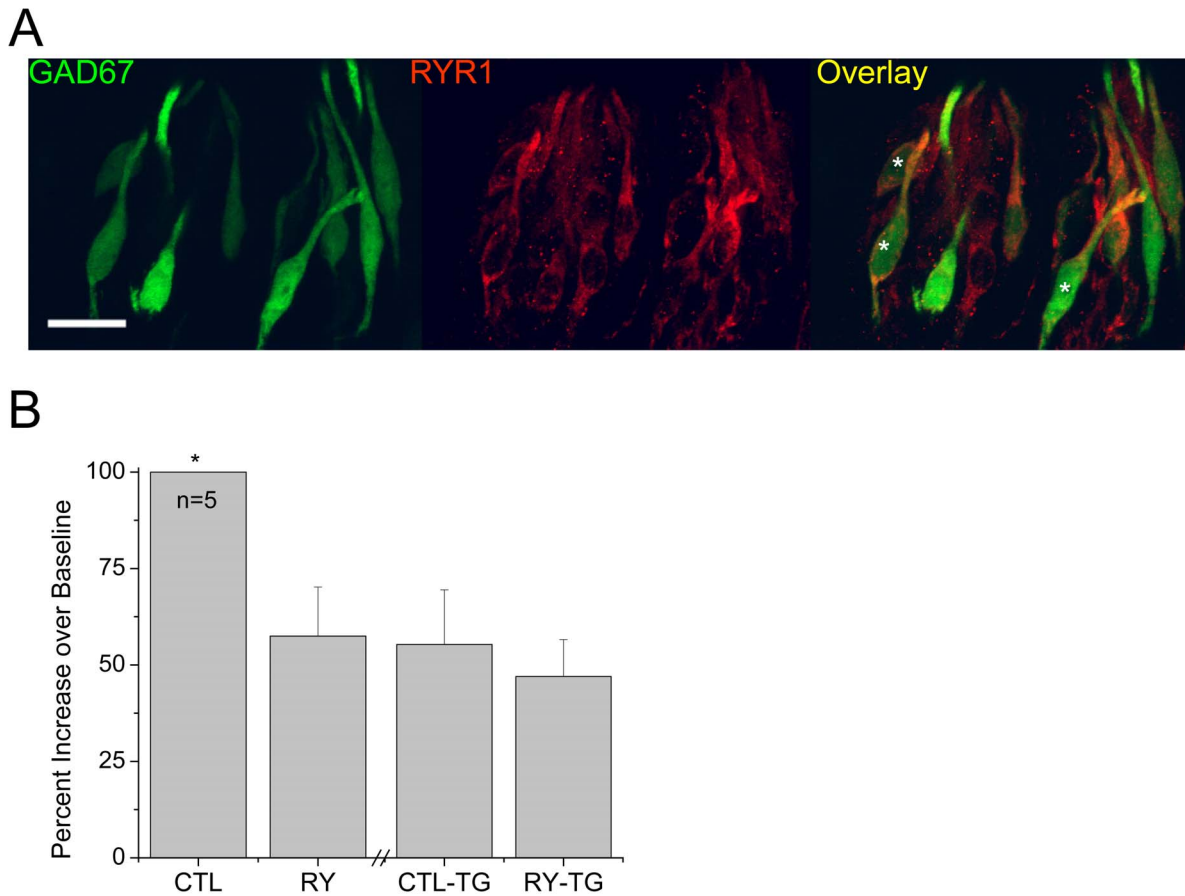 A
GAD67 RYR1 Overlay
* * *
B
Percent Increase over Baseline
100
75
50
25
0
*
n=5
CTL RY CTL-TG RY-TG